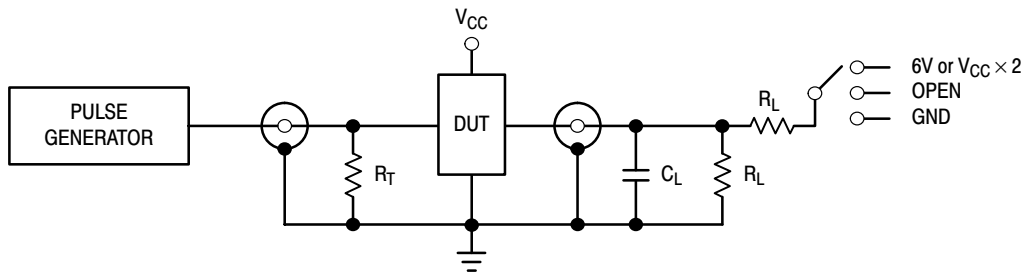 V_CC
PULSE
GENERATOR
DUT
R_T
C_L
R_L
R_L
6V or V_CC × 2
OPEN
GND